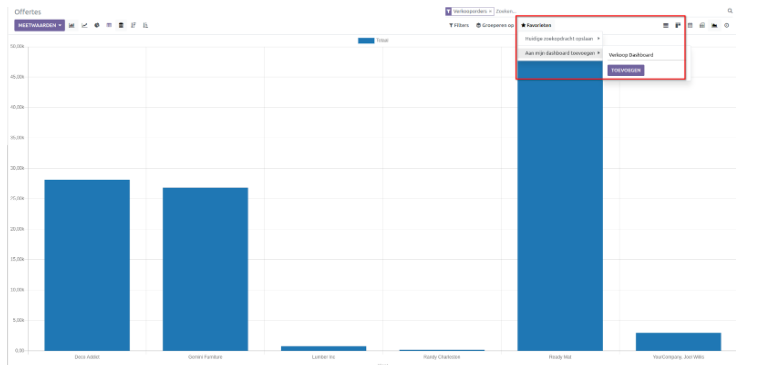 Offertes
Verkooporders × Zoeken...
MEETWAARDEN
Filters Groeperen op Favorieten
Huidige zoekopdracht opslaan
Aan mijn dashboard toevoegen
Verkoop Dashboard
TOEVOEGEN
Total
50,00k
45,00k
40,00k
35,00k
30,00k
25,00k
20,00k
15,00k
10,00k
5,00k
0,00
Deco Addict Gemini Furniture Lumber Inc Ready Mat YourCompany, Joel Willis